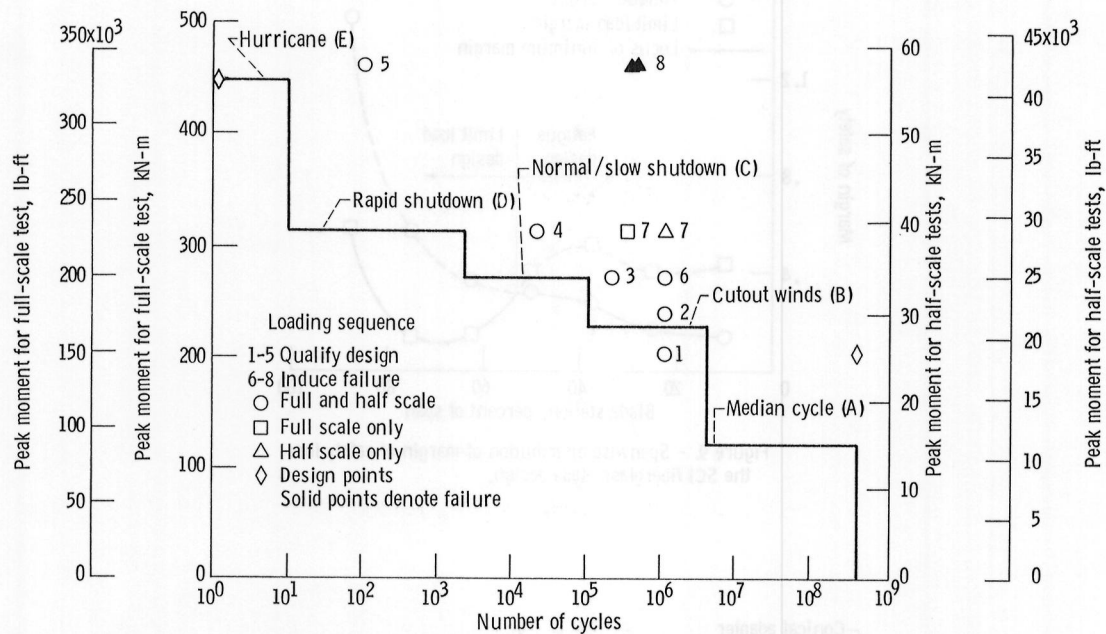 350x10³
300
250
200
150
100
50
0
Peak moment for full-scale test, lb-ft
500
400
300
200
100
0
Peak moment for full-scale test, kN-m
Hurricane (E)
5
8
Normal/slow shutdown (C)
Rapid shutdown (D)
4
7
7
3
6
2
Cutout winds (B)
1
Median cycle (A)
Loading sequence
1-5 Qualify design
6-8 Induce failure
Full and half scale
Full scale only
Half scale only
Design points
Solid points denote failure
60
50
40
30
20
10
0
Peak moment for half-scale tests, kN-m
45x10³
40
35
30
25
20
15
10
5
0
Peak moment for half-scale tests, lb-ft
10⁰
10¹
10²
10³
10⁴
10⁵
10⁶
10⁷
10⁸
10⁹
Number of cycles